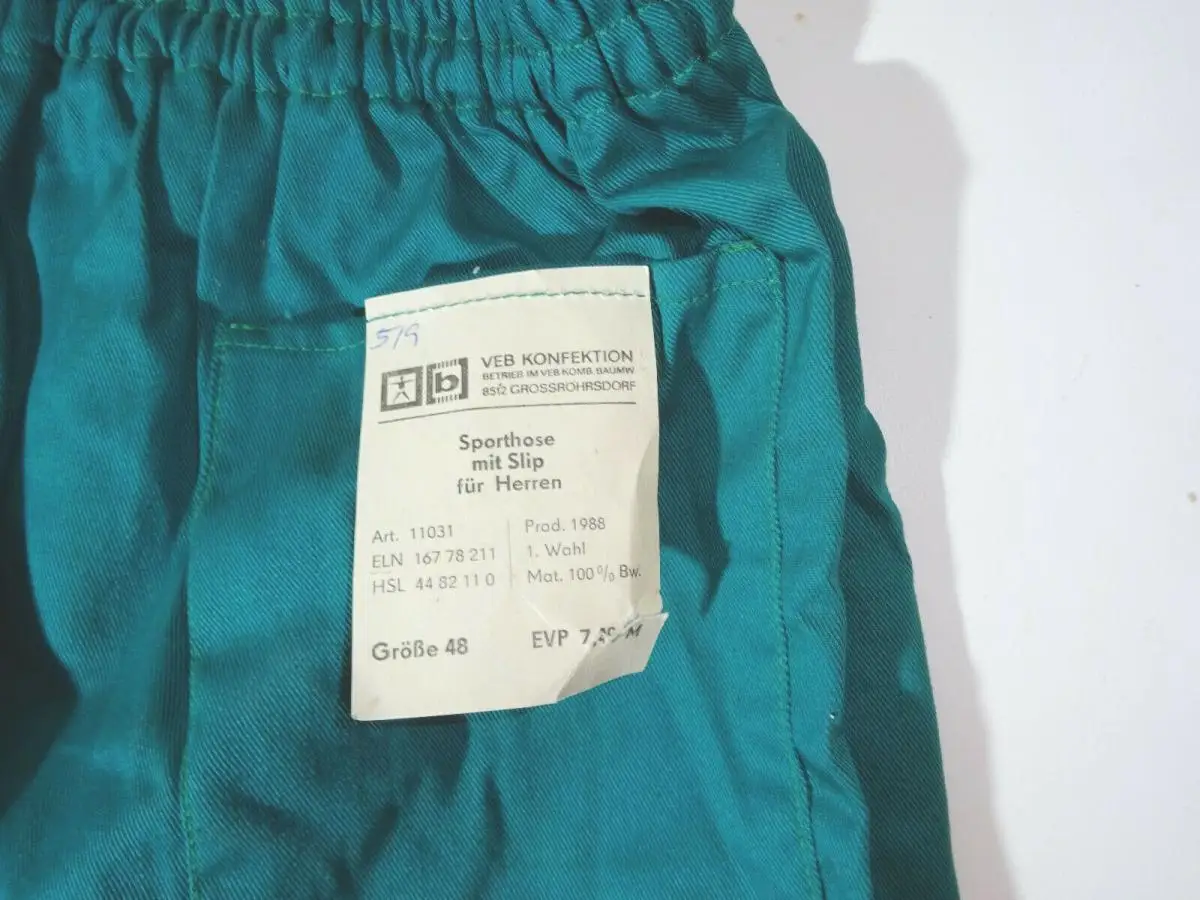 519
b
VEB KONFEKTION
BETRIEB IM VEB KOMB. BAUMW.
8512 GROSSRÖHRSDORF
Sporthose
mit Slip
für Herren
Art. 11031
ELN 167 78 211
HSL 44 82 11 0
Prod. 1988
1. Wahl
Mat. 100% Bw.
Größe 48
EVP M